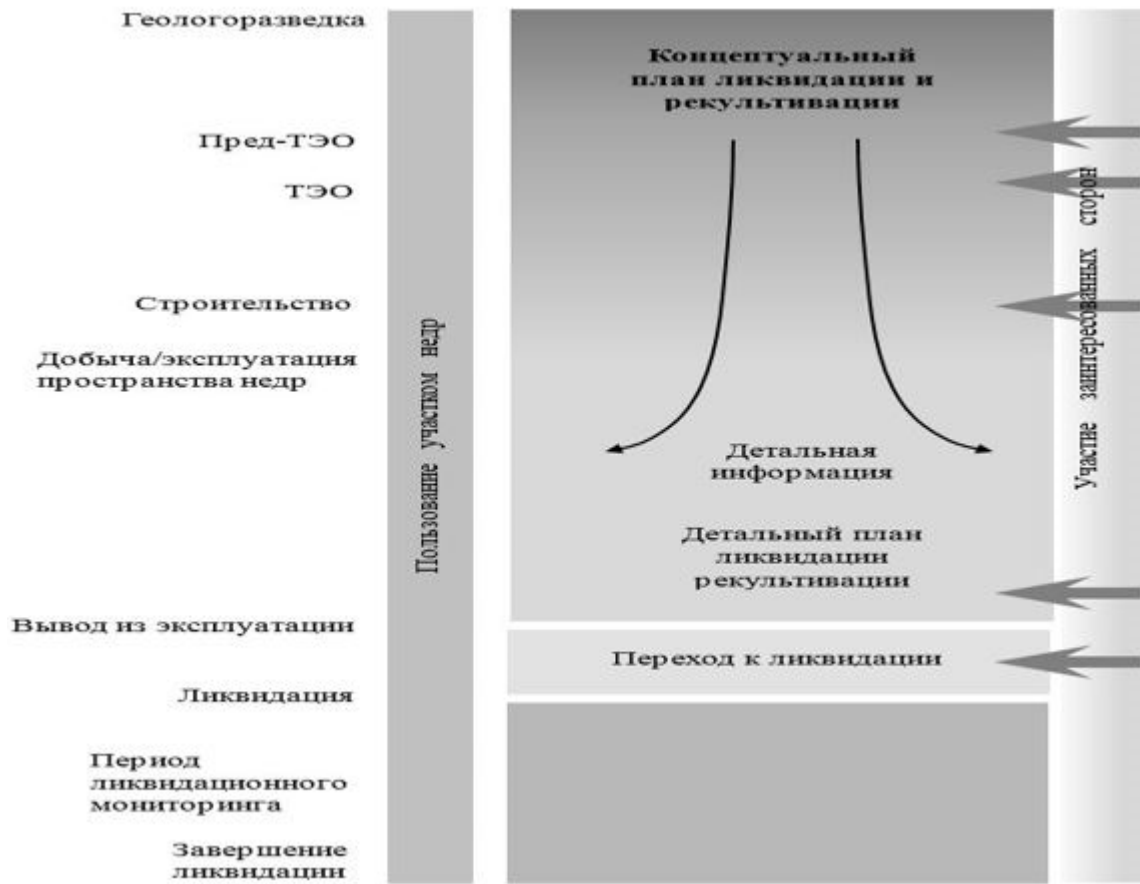 Геологоразведка
Пред-ТЭО
ТЭО
Строительство
Добыча/эксплуатация
пространства недр
Вывод из эксплуатации
Ликвидация
Период
ликвидационного
мониторинга
Завершение
ликвидации
Пользование участком недр
Концептуальный
план ликвидации и
рекультивации
Детальная
информация
Детальный план
ликвидации
рекультивации
Переход к ликвидации
Участие заинтересованных сторон